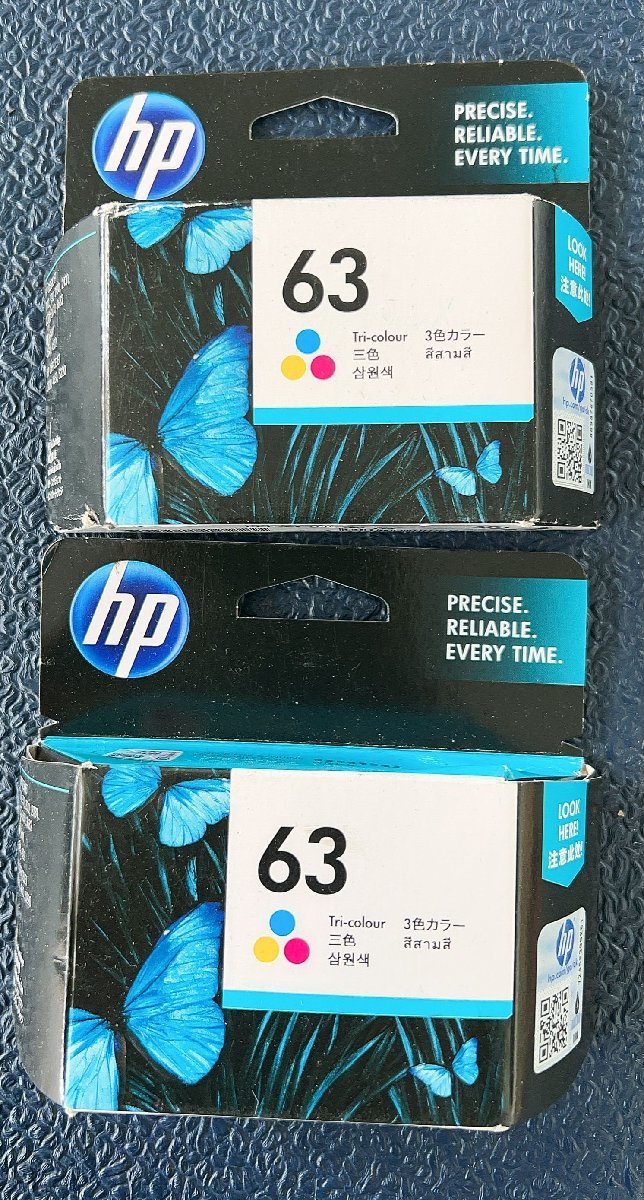 hp
PRECISE.
RELIABLE.
EVERY TIME.
63
Tri-colour 3色カラー
三色 สีสามสี
삼원색
LOOK
HERE!
注意此处!
hp
hp
PRECISE.
RELIABLE.
EVERY TIME.
63
Tri-colour 3色カラー
三色 สีสามสี
삼원색
LOOK
HERE!
注意此处!
hp